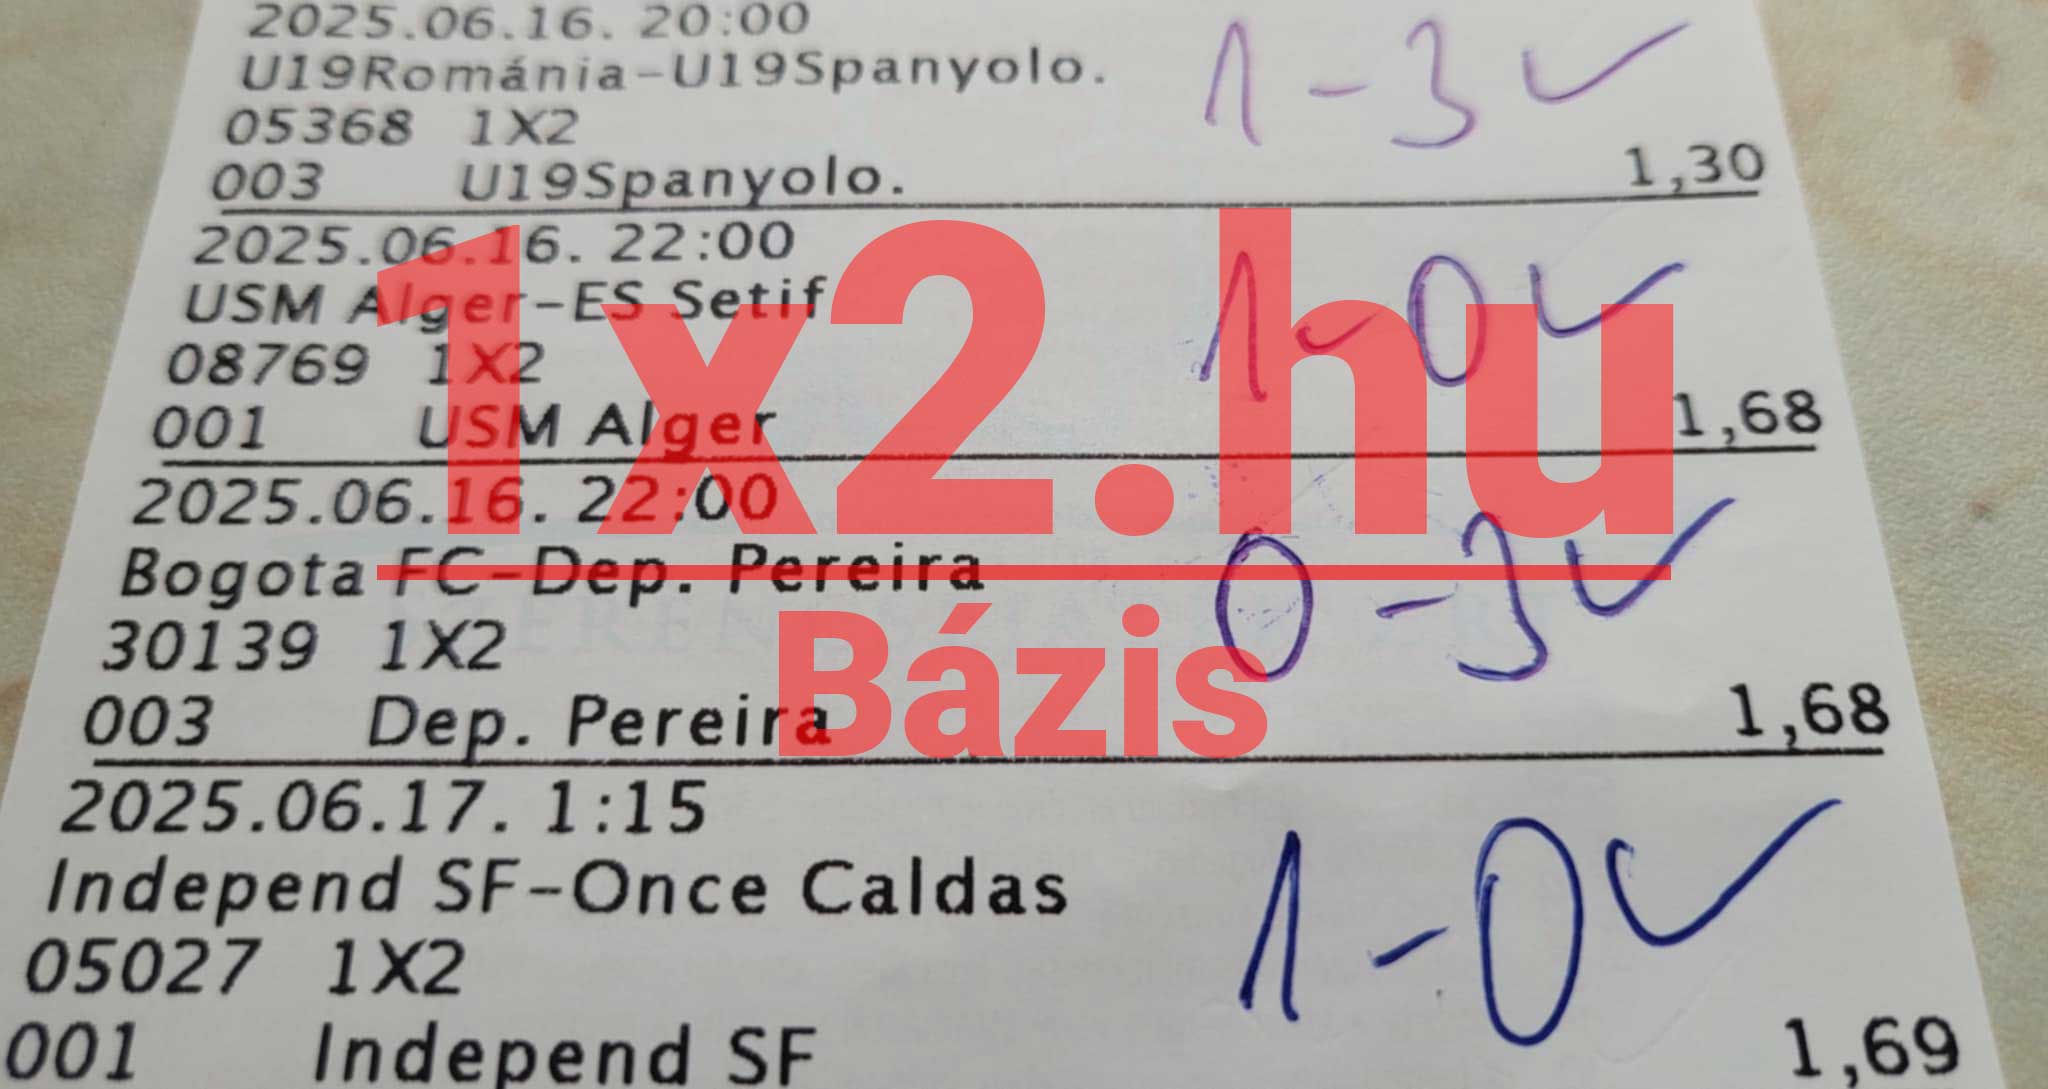 2025.06.16. 20:00
U19Románia-U19Spanyolo.
1-3 ✓
05368 1X2
003 U19Spanyolo. 1,30
2025.06.16. 22:00
USM Alger-ES Setif
1-0 ✓
08769 1X2
001 USM Alger 1,68
1x2.hu
2025.06.16. 22:00
Bogota FC-Dep. Pereira
0-3 ✓
30139 1X2
Bázis
003 Dep. Pereira 1,68
2025.06.17. 1:15
Independ SF-Once Caldas
1-0 ✓
05027 1X2
001 Independ SF 1,69